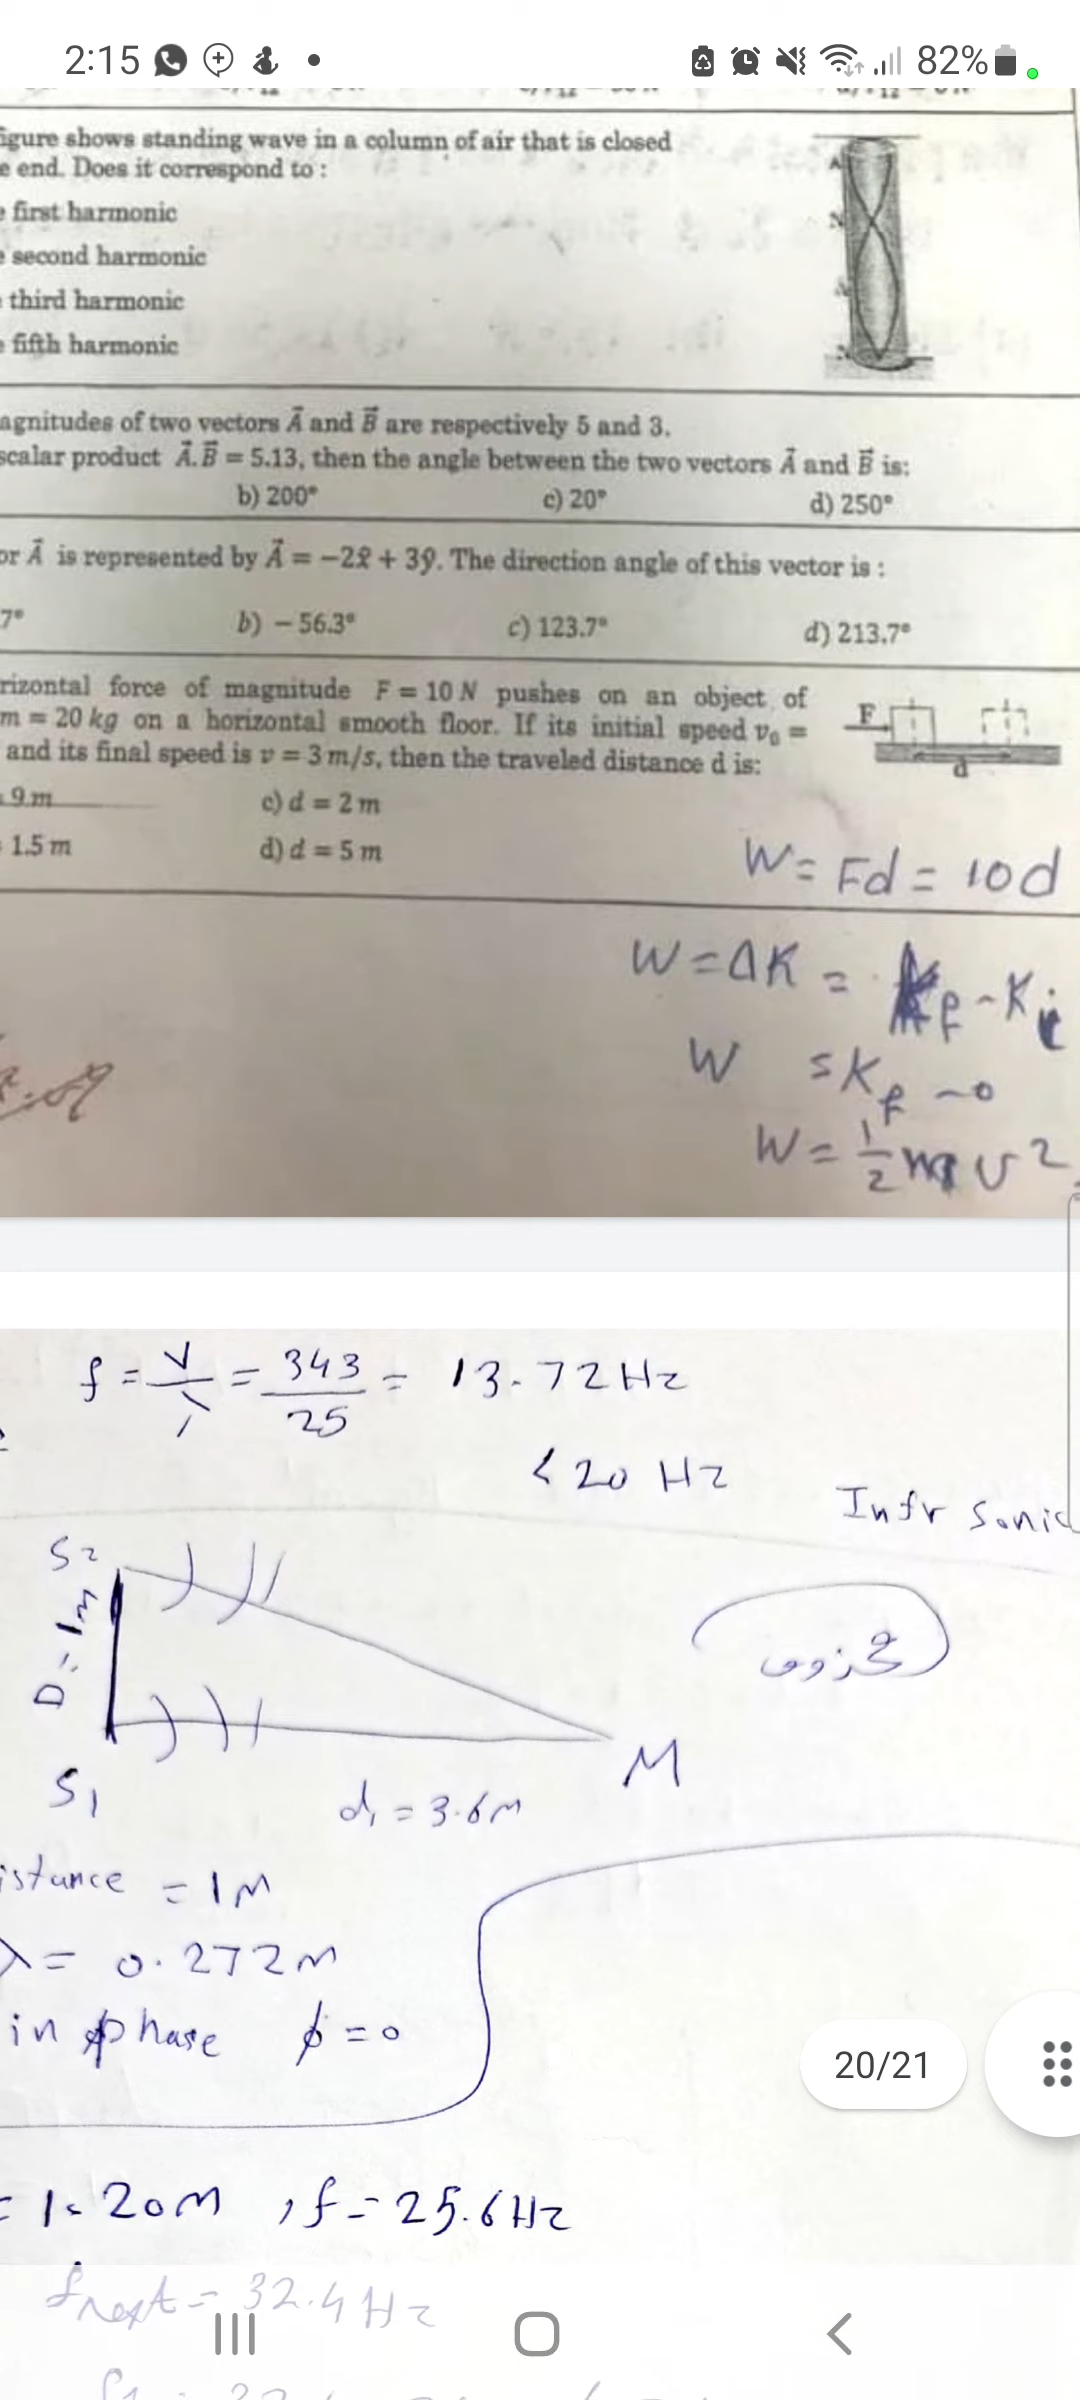 2:15
82%
igure shows standing wave in a column of air that is closed
e end. Does it correspond to :
e first harmonic
e second harmonic
third harmonic
e fifth harmonic
A
N
A
N
agnitudes of two vectors A⃗ and B⃗ are respectively 5 and 3.
scalar product A⃗.B⃗ = 5.13, then the angle between the two vectors A⃗ and B⃗ is:
b) 200° c) 20° d) 250°
or A⃗ is represented by A⃗ = −2x̂ + 3ŷ. The direction angle of this vector is :
7° b) − 56.3° c) 123.7° d) 213.7°
rizontal force of magnitude F = 10 N pushes on an object of
m = 20 kg on a horizontal smooth floor. If its initial speed v₀ =
and its final speed is v = 3 m/s, then the traveled distance d is:
F
d
9 m c) d = 2 m
1.5 m d) d = 5 m
W = Fd = 10d
W = ΔK = Kf - Ki
W = Kf - 0
W = 1/2 m v²
f = v/λ = 343/25 = 13.72 Hz
< 20 Hz
Infr sonic
S2
D = 1m
S1
M
d1 = 3.6m
istance = 1M
λ = 0.272m
in phase ϕ = 0
20/21
= 1.20m , f = 25.6Hz
fnext = 32.4Hz